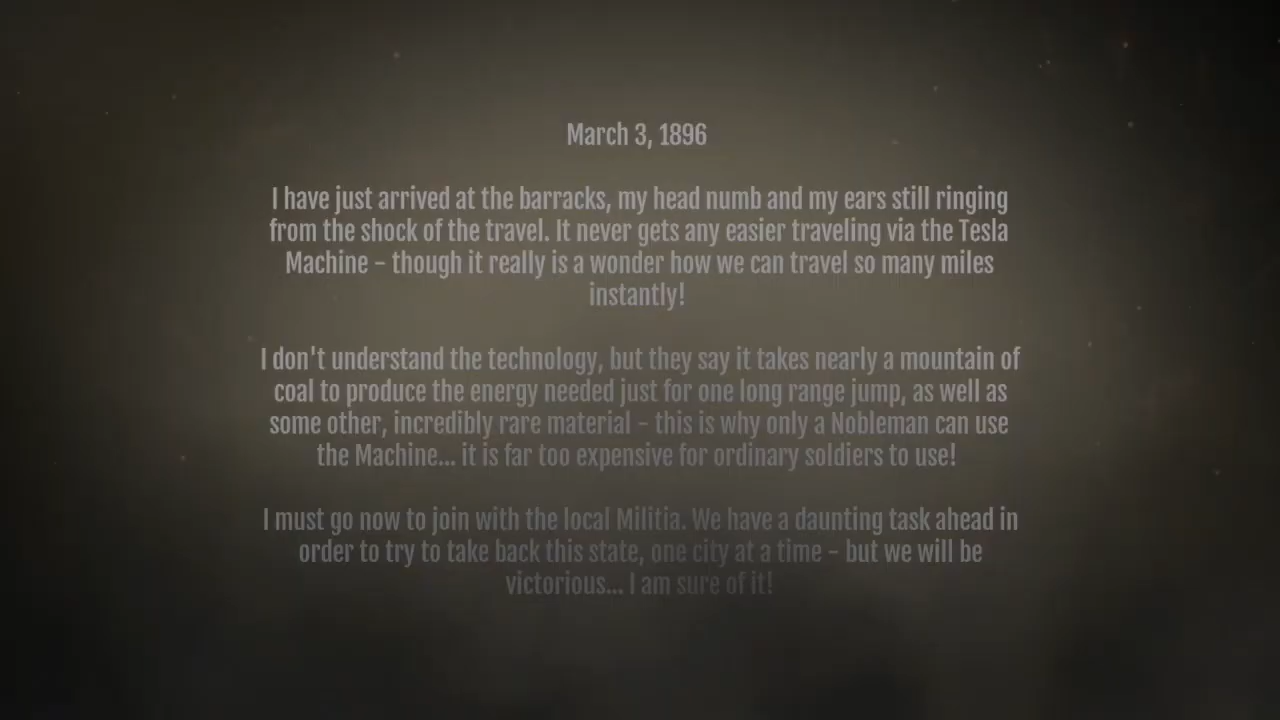 March 3, 1896
I have just arrived at the barracks, my head numb and my ears still ringing
from the shock of the travel. It never gets any easier traveling via the Tesla
Machine - though it really is a wonder how we can travel so many miles
instantly!
I don't understand the technology, but they say it takes nearly a mountain of
coal to produce the energy needed just for one long range jump, as well as
some other, incredibly rare material - this is why only a Nobleman can use
the Machine... it is far too expensive for ordinary soldiers to use!
I must go now to join with the local Militia. We have a daunting task ahead in
order to try to take back this state, one city at a time - but we will be
victorious... I am sure of it!